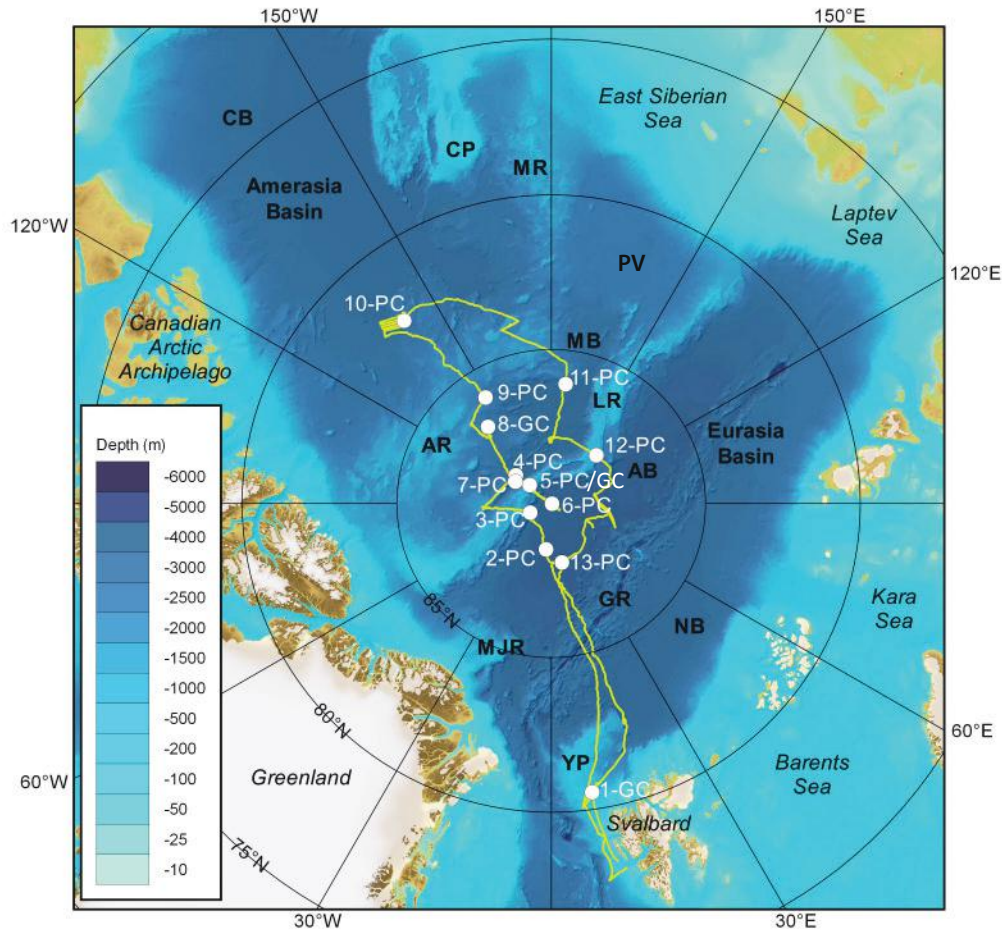 150°W
150°E
East Siberian
Sea
CB
CP
MR
Amerasia
Basin
Laptev
Sea
120°W
PV
120°E
10-PC
Canadian
Arctic
Archipelago
MB
11-PC
9-PC
LR
8-GC
Eurasia
Basin
AR
12-PC
4-PC
AB
7-PC
5-PC/GC
6-PC
3-PC
2-PC
13-PC
85°N
GR
NB
Kara
Sea
MJR
Depth (m)
-6000
-5000
-4000
-3000
-2500
-2000
-1500
-1000
-500
-200
-100
-50
-25
-10
80°N
60°E
Greenland
YP
Barents
Sea
60°W
1-GC
Svalbard
75°N
30°W
30°E